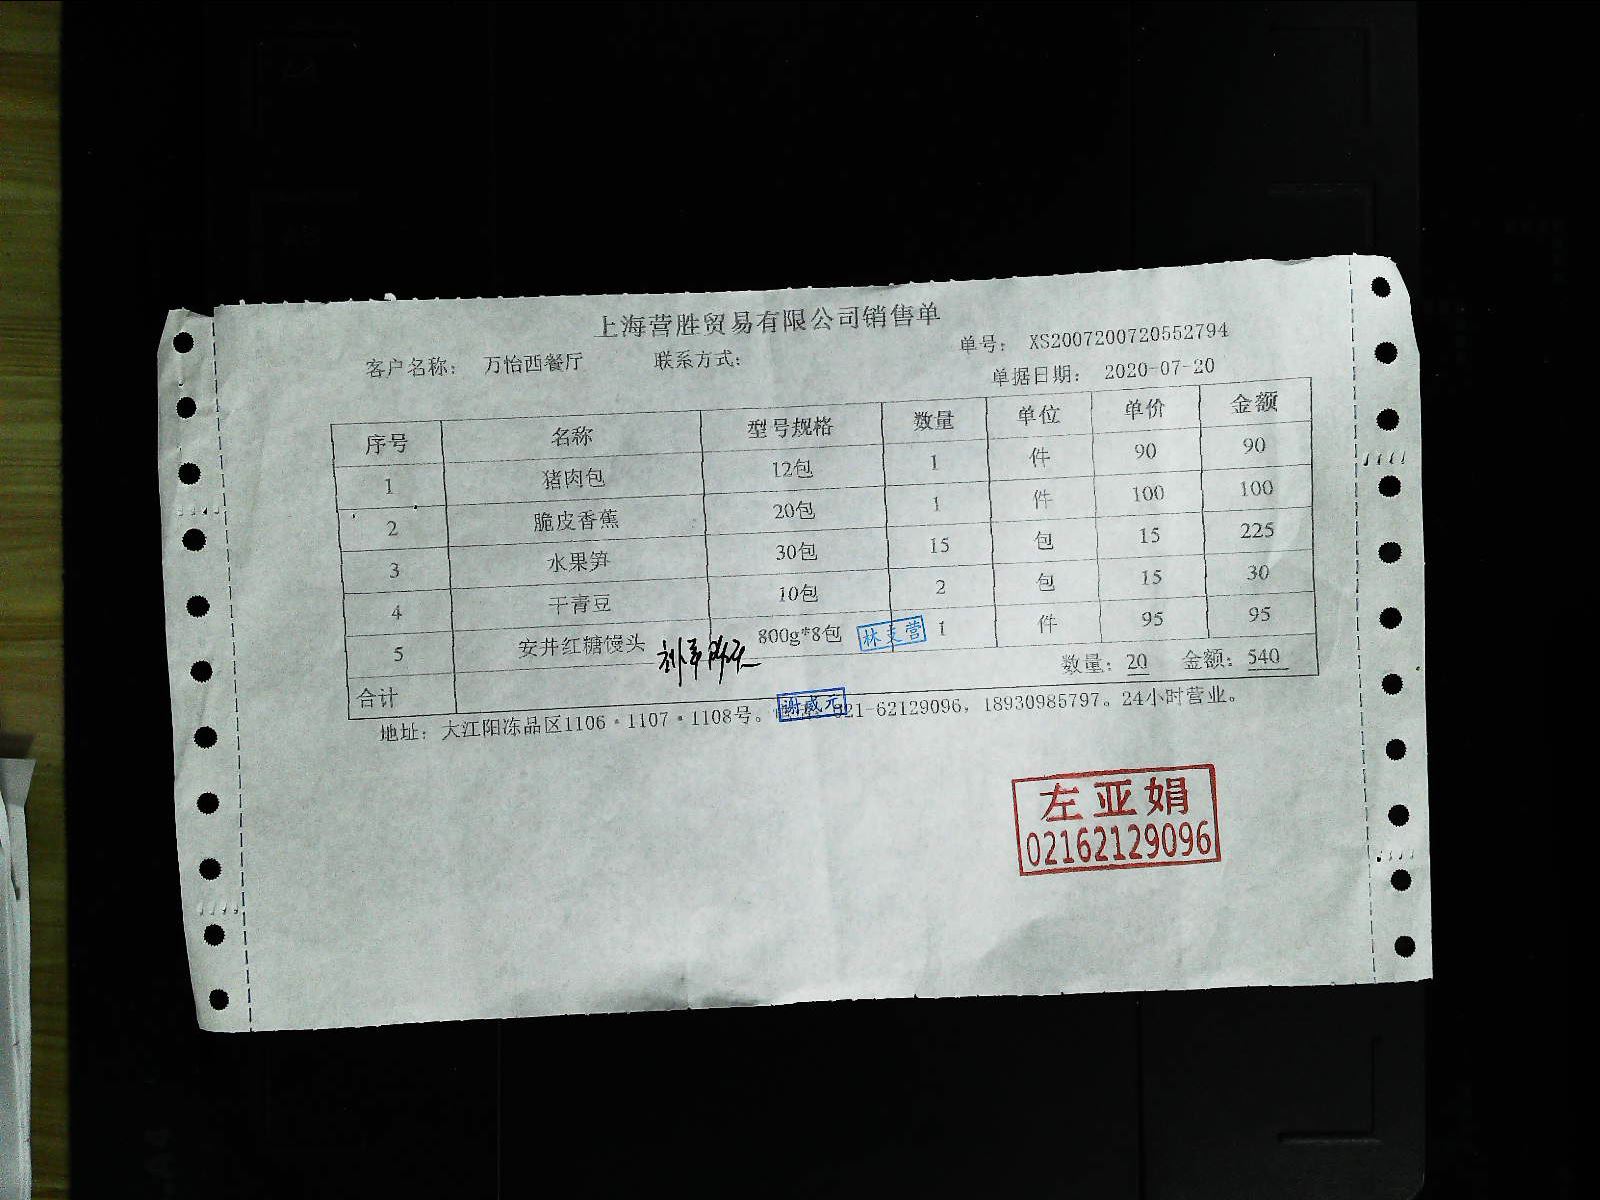 上海营胜贸易有限公司销售单
客户名称： 万怡西餐厅 联系方式： 单号： XS2007200720552794
单据日期： 2020-07-20
序号 名称 型号规格 数量 单位 单价 金额
1 猪肉包 12包 1 件 90 90
2 脆皮香蕉 20包 1 件 100 100
3 水果笋 30包 15 包 15 225
4 干青豆 10包 2 包 15 30
5 安井红糖馒头 800g*8包 1 件 95 95
林支营
合计 数量：20 金额：540
谢咸元
地址：大江阳冻品区1106·1107·1108号。 021-62129096，18930985797。24小时营业。
左亚娟
02162129096